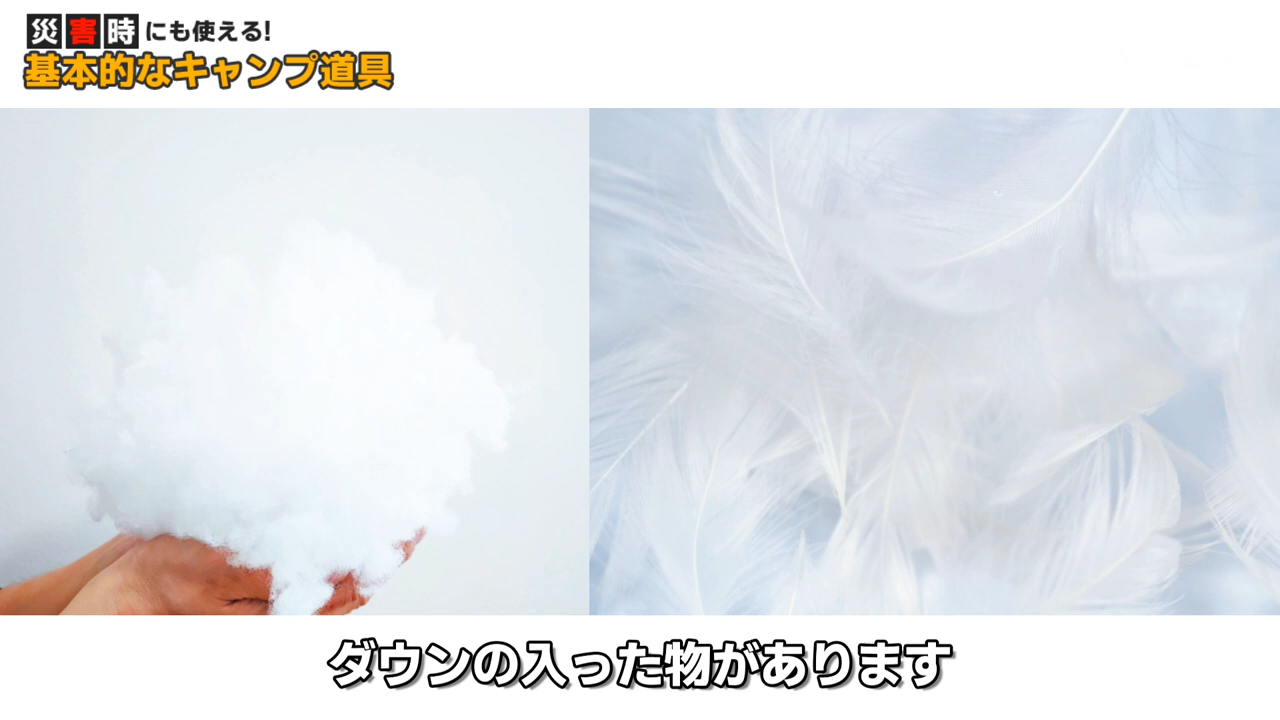 災害時にも使える!
基本的なキャンプ道具
ダウンの入った物があります